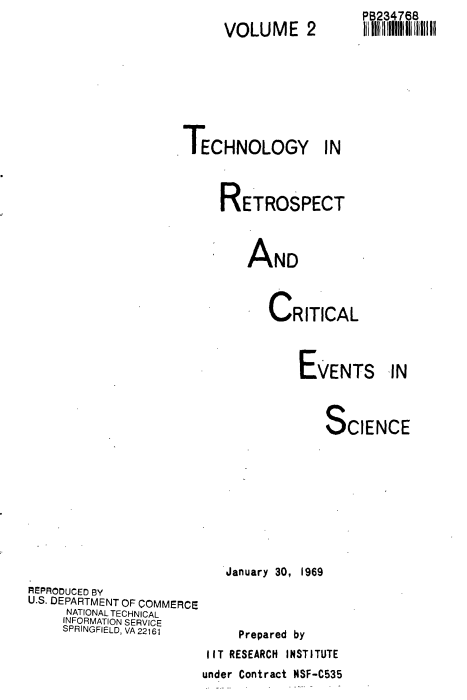 VOLUME 2
PB234768
TECHNOLOGY IN
RETROSPECT
AND
CRITICAL
EVENTS IN
SCIENCE
January 30, 1969
REPRODUCED BY
U.S. DEPARTMENT OF COMMERCE
NATIONAL TECHNICAL
INFORMATION SERVICE
SPRINGFIELD, VA 22161
Prepared by
IIT RESEARCH INSTITUTE
under Contract NSF-C535